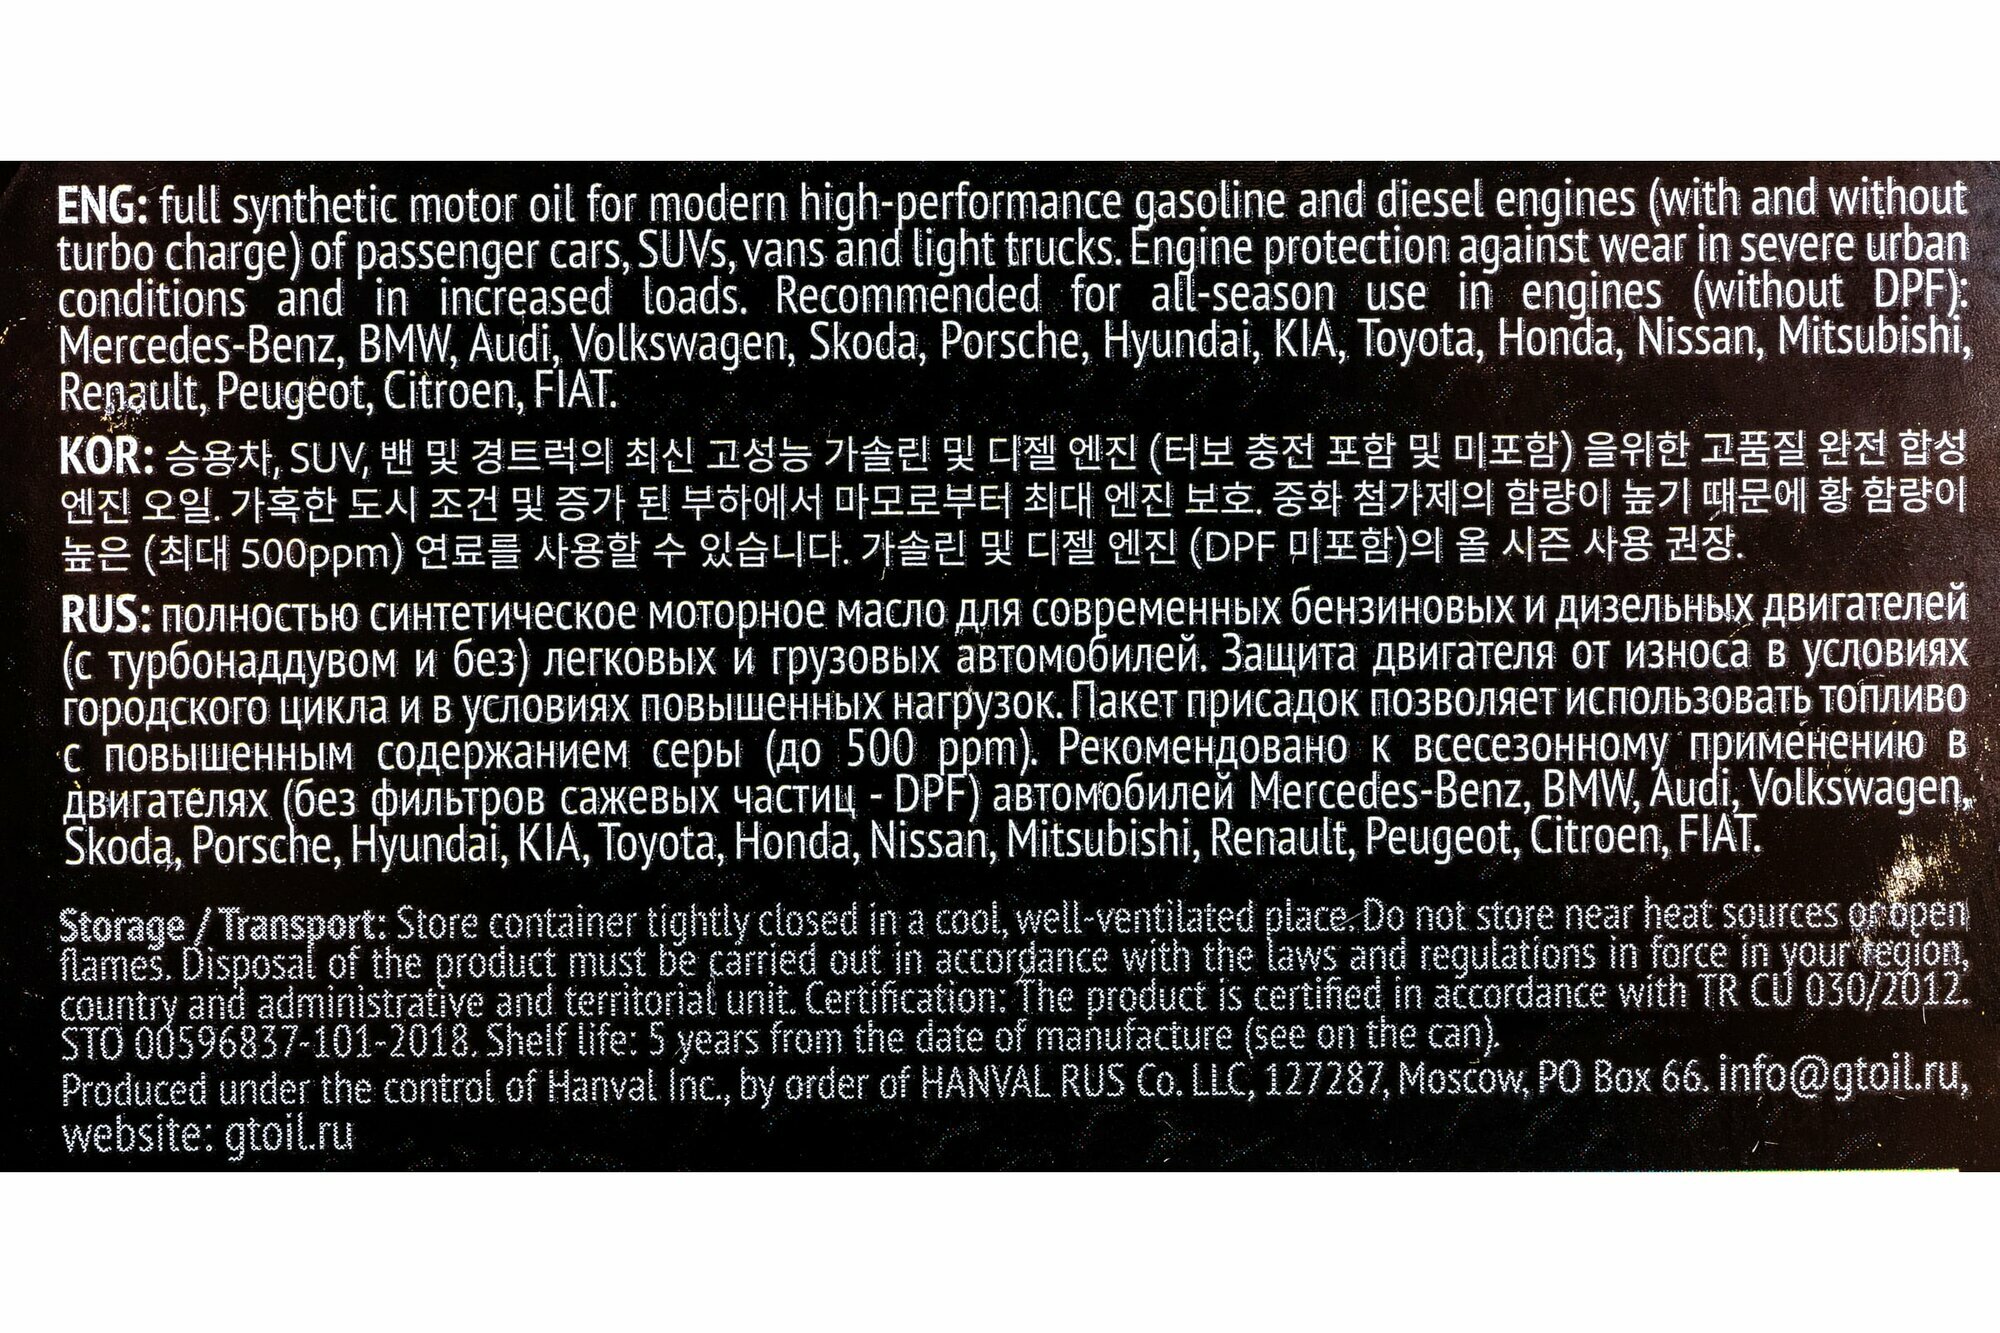 ENG: full synthetic motor oil for modern high-performance gasoline and diesel engines (with and without
turbo charge) of passenger cars, SUVs, vans and light trucks. Engine protection against wear in severe urban
conditions and in increased loads. Recommended for all-season use in engines (without DPF):
Mercedes-Benz, BMW, Audi, Volkswagen, Skoda, Porsche, Hyundai, KIA, Toyota, Honda, Nissan, Mitsubishi,
Renault, Peugeot, Citroen, FIAT.
KOR: 승용차, SUV, 밴 및 경트럭의 최신 고성능 가솔린 및 디젤 엔진 (터보 충전 포함 및 미포함) 을위한 고품질 완전 합성
엔진 오일. 가혹한 도시 조건 및 증가 된 부하에서 마모로부터 최대 엔진 보호. 중화 첨가제의 함량이 높기 때문에 황 함량이
높은 (최대 500ppm) 연료를 사용할 수 있습니다. 가솔린 및 디젤 엔진 (DPF 미포함)의 올 시즌 사용 권장.
RUS: полностью синтетическое моторное масло для современных бензиновых и дизельных двигателей
(с турбонаддувом и без) легковых и грузовых автомобилей. Защита двигателя от износа в условиях
городского цикла и в условиях повышенных нагрузок. Пакет присадок позволяет использовать топливо
с повышенным содержанием серы (до 500 ppm). Рекомендовано к всесезонному применению в
двигателях (без фильтров сажевых частиц - DPF) автомобилей Mercedes-Benz, BMW, Audi, Volkswagen,
Skoda, Porsche, Hyundai, KIA, Toyota, Honda, Nissan, Mitsubishi, Renault, Peugeot, Citroen, FIAT.
Storage / Transport: Store container tightly closed in a cool, well-ventilated place. Do not store near heat sources or open
flames. Disposal of the product must be carried out in accordance with the laws and regulations in force in your region,
country and administrative and territorial unit. Certification: The product is certified in accordance with TR CU 030/2012.
STO 00596837-101-2018. Shelf life: 5 years from the date of manufacture (see on the can).
Produced under the control of Hanval Inc., by order of HANVAL RUS Co. LLC, 127287, Moscow, PO Box 66. info@gtoil.ru,
website: gtoil.ru